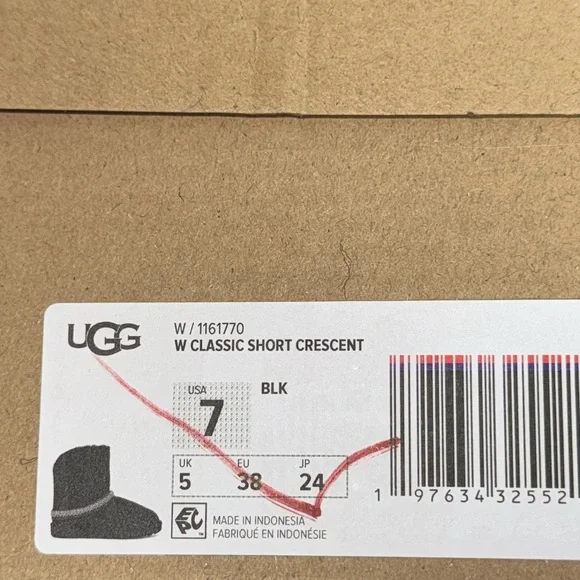 UGG
W / 1161770
W CLASSIC SHORT CRESCENT
USA
7
BLK
UK EU JP
5 38 24
MADE IN INDONESIA
FABRIQUÉ EN INDONÉSIE
1 97634 32552